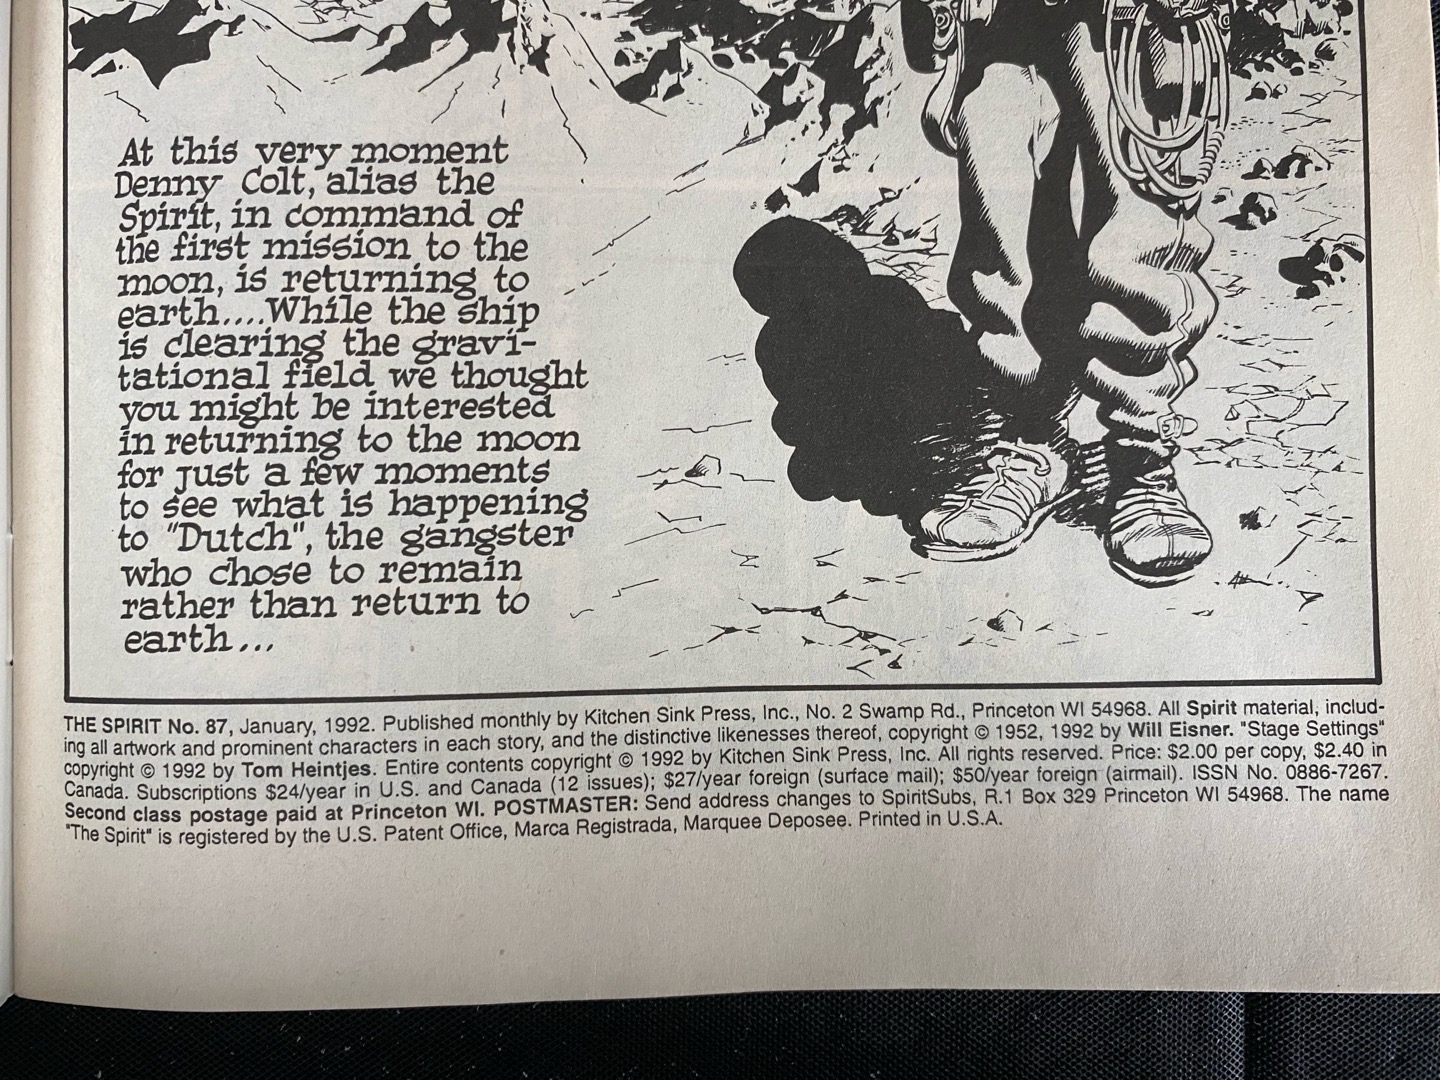 At this very moment
Denny Colt, alias the
Spirit, in command of
the first mission to the
moon, is returning to
earth....While the ship
is clearing the gravi-
tational field we thought
you might be interested
in returning to the moon
for just a few moments
to see what is happening
to "Dutch", the gangster
who chose to remain
rather than return to
earth...
THE SPIRIT No. 87, January, 1992. Published monthly by Kitchen Sink Press, Inc., No. 2 Swamp Rd., Princeton WI 54968. All Spirit material, includ-
ing all artwork and prominent characters in each story, and the distinctive likenesses thereof, copyright © 1952, 1992 by Will Eisner. "Stage Settings"
copyright © 1992 by Tom Heintjes. Entire contents copyright © 1992 by Kitchen Sink Press, Inc. All rights reserved. Price: $2.00 per copy, $2.40 in
Canada. Subscriptions $24/year in U.S. and Canada (12 issues); $27/year foreign (surface mail); $50/year foreign (airmail). ISSN No. 0886-7267.
Second class postage paid at Princeton WI. POSTMASTER: Send address changes to SpiritSubs, R.1 Box 329 Princeton WI 54968. The name
"The Spirit" is registered by the U.S. Patent Office, Marca Registrada, Marquee Deposee. Printed in U.S.A.